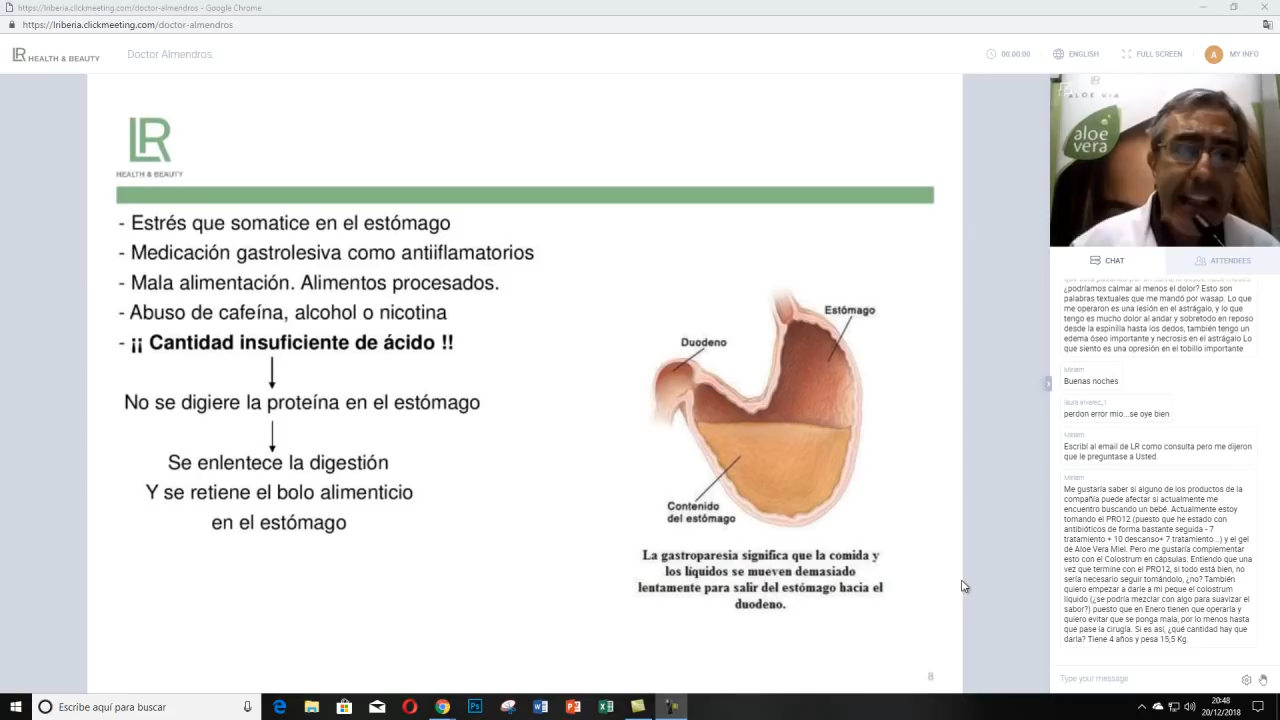 https://lriberia.clickmeeting.com/doctor-almendros - Google Chrome
https://lriberia.clickmeeting.com/doctor-almendros
LR HEALTH & BEAUTY
Doctor Almendros.
00:00:00
ENGLISH
FULL SCREEN
A
MY INFO
LR
HEALTH & BEAUTY
- Estrés que somatice en el estómago
- Medicación gastrolesiva como antiiflamatorios
- Mala alimentación. Alimentos procesados.
- Abuso de cafeína, alcohol o nicotina
- ¡¡ Cantidad insuficiente de ácido !!
No se digiere la proteína en el estómago
Se enlentece la digestión
Y se retiene el bolo alimenticio
en el estómago
Estómago
Duodeno
Contenido
del estómago
La gastroparesia significa que la comida y
los líquidos se mueven demasiado
lentamente para salir del estómago hacia el
duodeno.
8
ALOE VIA
aloe
vera
CHAT
ATTENDEES
¿podríamos calmar al menos el dolor? Esto son
palabras textuales que me mandó por wasap. Lo que
me operaron es una lesión en el astrágalo, y lo que
tengo es mucho dolor al andar y sobretodo en reposo
desde la espinilla hasta los dedos, también tengo un
edema óseo importante y necrosis en el astrágalo Lo
que siento es una opresión en el tobillo importante
Miriam
Buenas noches
laura alvarez_1
perdon error mio...se oye bien
Miriam
Escribí al email de LR como consulta pero me dijeron
que le preguntase a Usted.
Miriam
Me gustaría saber si alguno de los productos de la
compañía puede afectar si actualmente me
encuentro buscando un bebé. Actualmente estoy
tomando el PRO12 (puesto que he estado con
antibióticos de forma bastante seguida - 7
tratamiento + 10 descanso+ 7 tratamiento...) y el gel
de Aloe Vera Miel. Pero me gustaría complementar
esto con el Colostrum en cápsulas. Entiendo que una
vez que termine con el PRO12, si todo está bien, no
sería necesario seguir tomándolo, ¿no? También
quiero empezar a darle a mi peque el colostrum
líquido (¿se podría mezclar con algo para suavizar el
sabor?) puesto que en Enero tienen que operarla y
quiero evitar que se ponga mala, por lo menos hasta
que pase la cirugía. Si es así, ¿qué cantidad hay que
darla? Tiene 4 años y pesa 15,5 Kg.
Type your message
Escribe aquí para buscar
20:48
20/12/2018